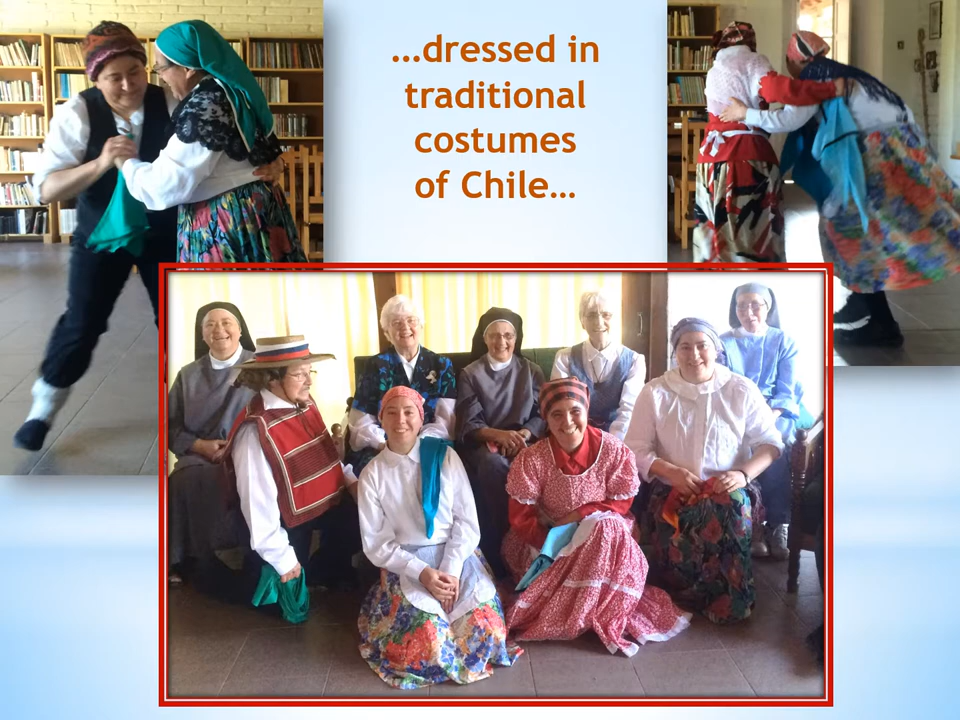 …dressed in
traditional
costumes
of Chile…